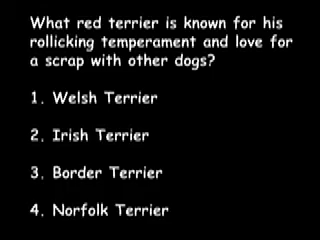 What red terrier is known for his
rollicking temperament and love for
a scrap with other dogs?
1. Welsh Terrier
2. Irish Terrier
3. Border Terrier
4. Norfolk Terrier